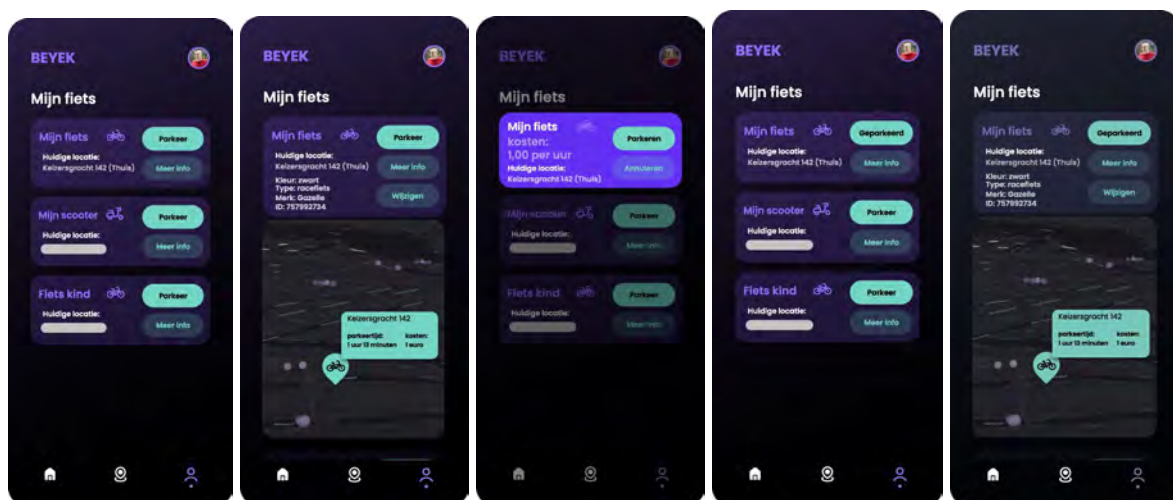 BEYEK
Mijn fiets
Mijn fiets
Parkeer
Huidige locatie:
Keizersgracht 142 (Thuis)
Meer info
Mijn scooter
Parkeer
Huidige locatie:
Meer info
Fiets kind
Parkeer
Huidige locatie:
Meer info
BEYEK
Mijn fiets
Mijn fiets
Parkeer
Huidige locatie:
Keizersgracht 142 (Thuis)
Meer info
Kleur: zwart
Type: racefiets
Merk: Gazelle
ID: 757992734
Wijzigen
Keizersgracht 142
parkeertijd: kosten:
1 uur 13 minuten 1 euro
BEYEK
Mijn fiets
Mijn fiets
kosten:
1,00 per uur
Parkeren
Huidige locatie:
Keizersgracht 142 (Thuis)
Annuleren
Mijn scooter
Parkeer
Huidige locatie:
Meer info
Fiets kind
Parkeer
Huidige locatie:
Meer info
BEYEK
Mijn fiets
Mijn fiets
Geparkeerd
Huidige locatie:
Keizersgracht 142 (Thuis)
Meer info
Mijn scooter
Parkeer
Huidige locatie:
Meer info
Fiets kind
Parkeer
Huidige locatie:
Meer info
BEYEK
Mijn fiets
Mijn fiets
Geparkeerd
Huidige locatie:
Keizersgracht 142 (Thuis)
Meer info
Kleur: zwart
Type: racefiets
Merk: Gazelle
ID: 757992734
Wijzigen
Keizersgracht 142
parkeertijd: kosten:
1 uur 13 minuten 1 euro